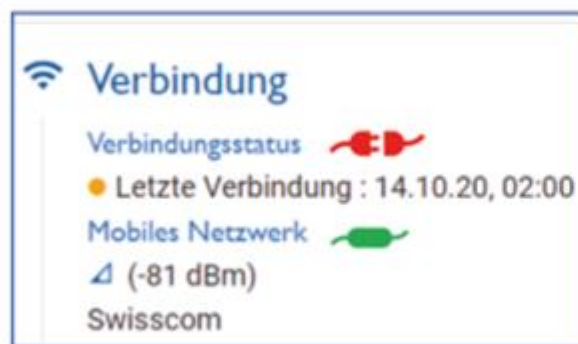 Verbindung
Verbindungsstatus
Letzte Verbindung : 14.10.20, 02:00
Mobiles Netzwerk
(-81 dBm)
Swisscom